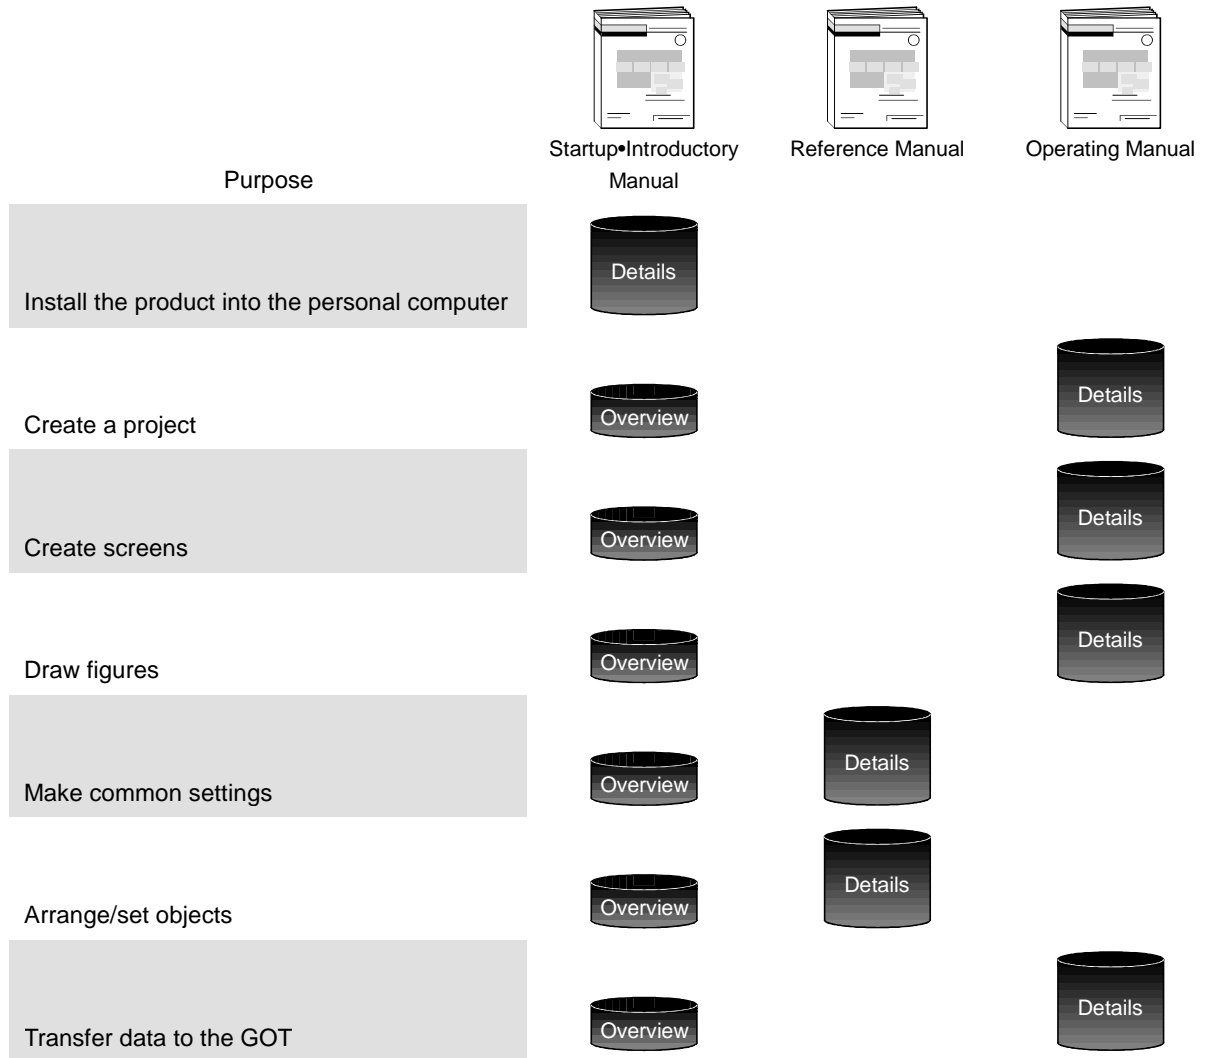 Startup•Introductory Manual
Reference Manual
Operating Manual
Purpose
Details
Install the product into the personal computer
Details
Overview
Create a project
Details
Overview
Create screens
Details
Overview
Draw figures
Details
Overview
Make common settings
Details
Overview
Arrange/set objects
Details
Overview
Transfer data to the GOT